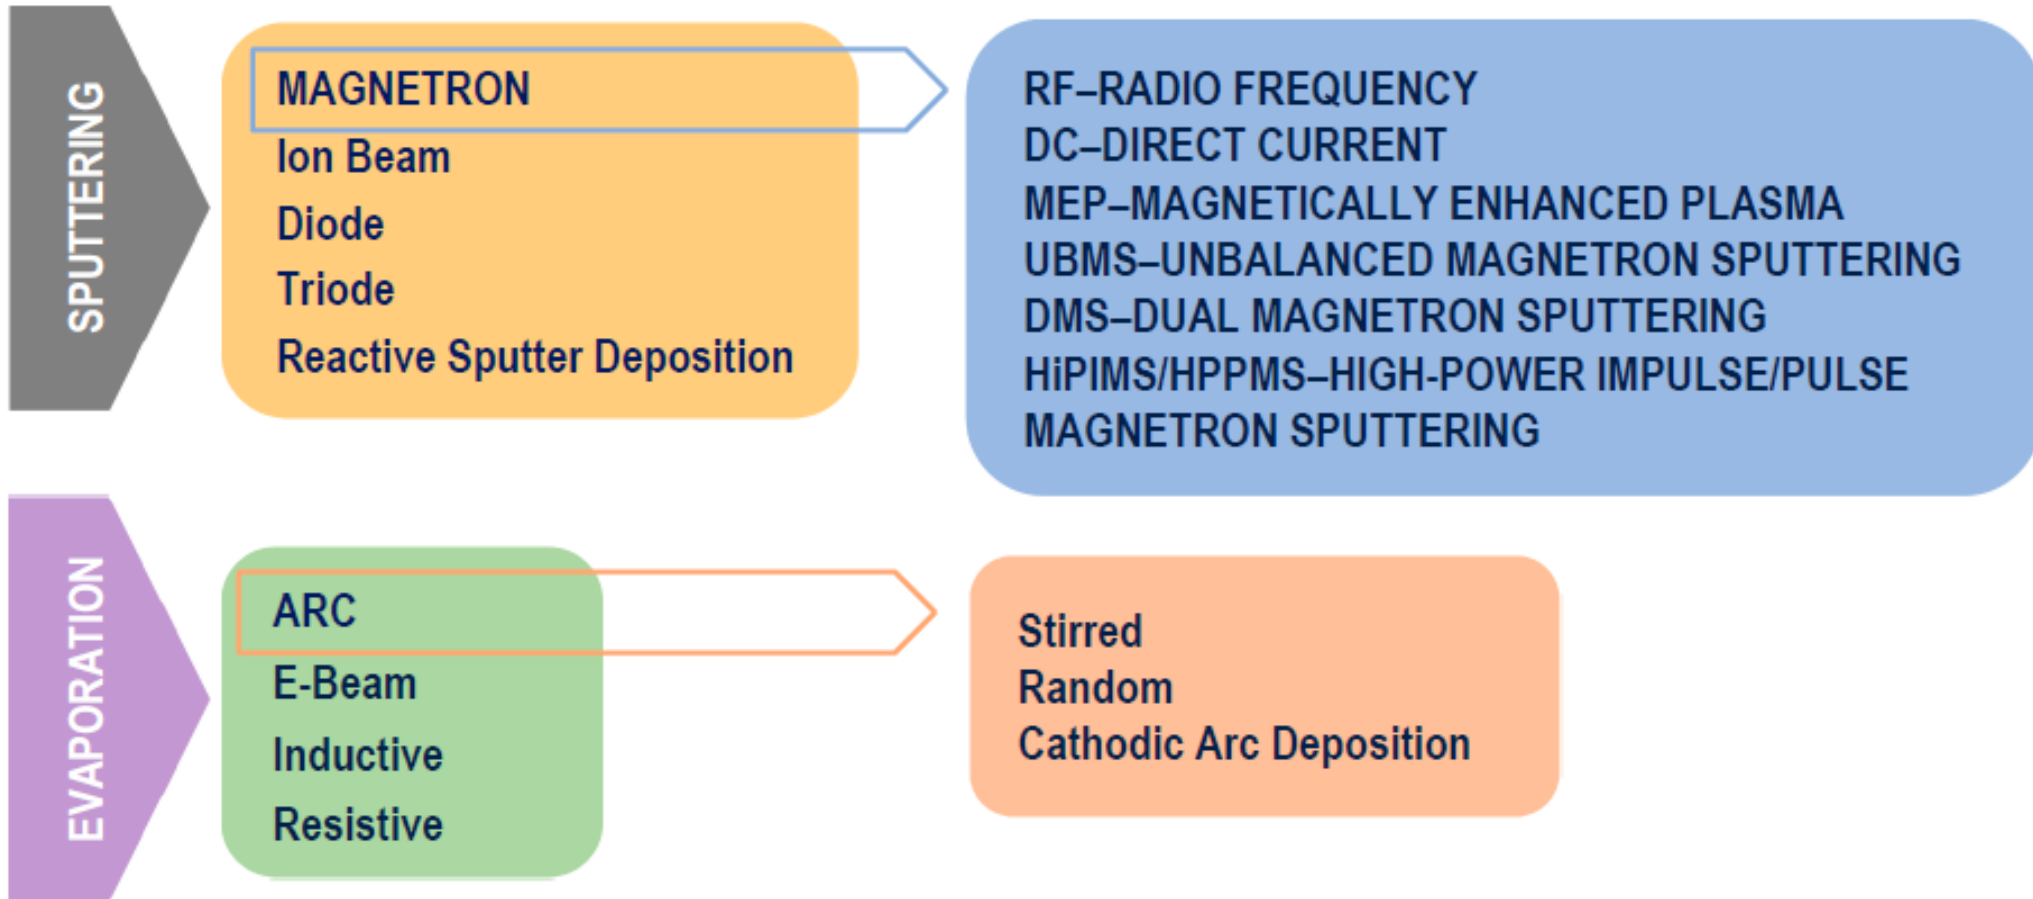 SPUTTERING
MAGNETRON
Ion Beam
Diode
Triode
Reactive Sputter Deposition
RF–RADIO FREQUENCY
DC–DIRECT CURRENT
MEP–MAGNETICALLY ENHANCED PLASMA
UBMS–UNBALANCED MAGNETRON SPUTTERING
DMS–DUAL MAGNETRON SPUTTERING
HiPIMS/HPPMS–HIGH-POWER IMPULSE/PULSE
MAGNETRON SPUTTERING
EVAPORATION
ARC
E-Beam
Inductive
Resistive
Stirred
Random
Cathodic Arc Deposition